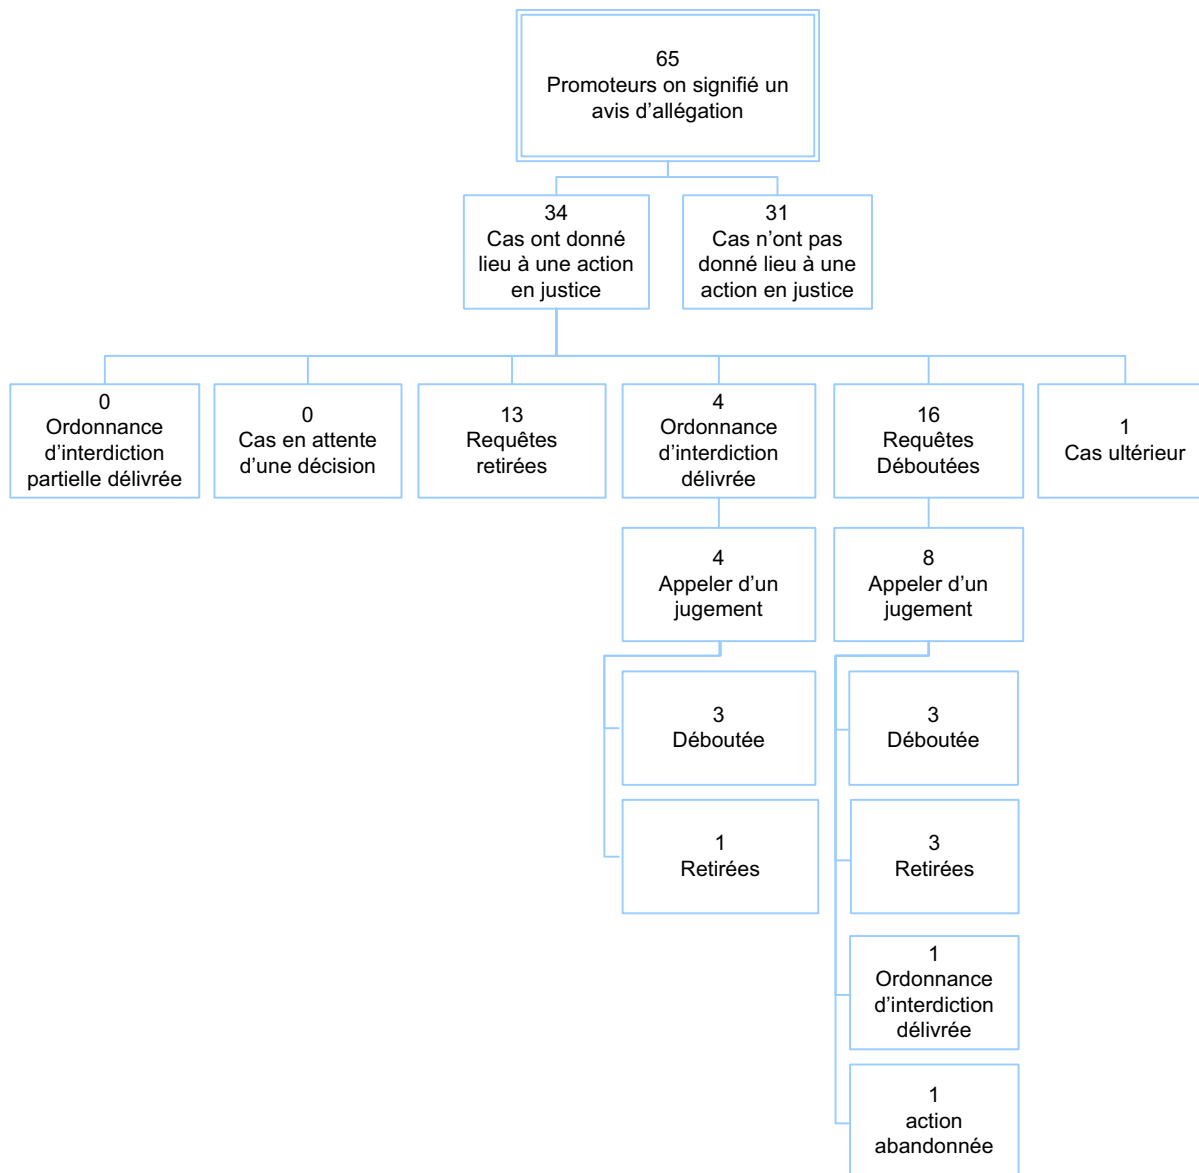 65
Promoteurs on signifié un
avis d’allégation
34
Cas ont donné
lieu à une action
en justice
31
Cas n’ont pas
donné lieu à une
action en justice
0
Ordonnance
d’interdiction
partielle délivrée
0
Cas en attente
d’une décision
13
Requêtes
retirées
4
Ordonnance
d’interdiction
délivrée
16
Requêtes
Déboutées
1
Cas ultérieur
4
Appeler d’un
jugement
8
Appeler d’un
jugement
3
Déboutée
3
Déboutée
1
Retirées
3
Retirées
1
Ordonnance
d’interdiction
délivrée
1
action
abandonnée